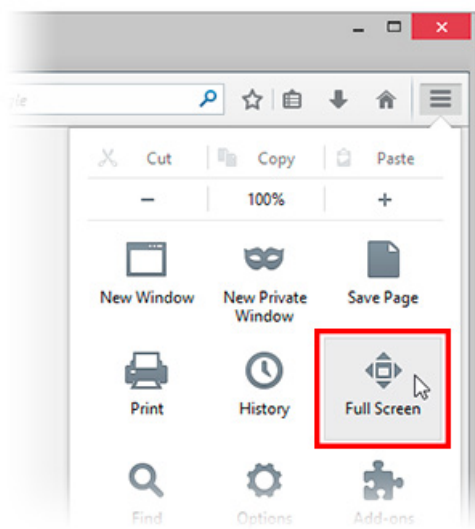 Cut Copy Paste
100%
New Window New Private Window Save Page
Print History Full Screen
Find Options Add-ons